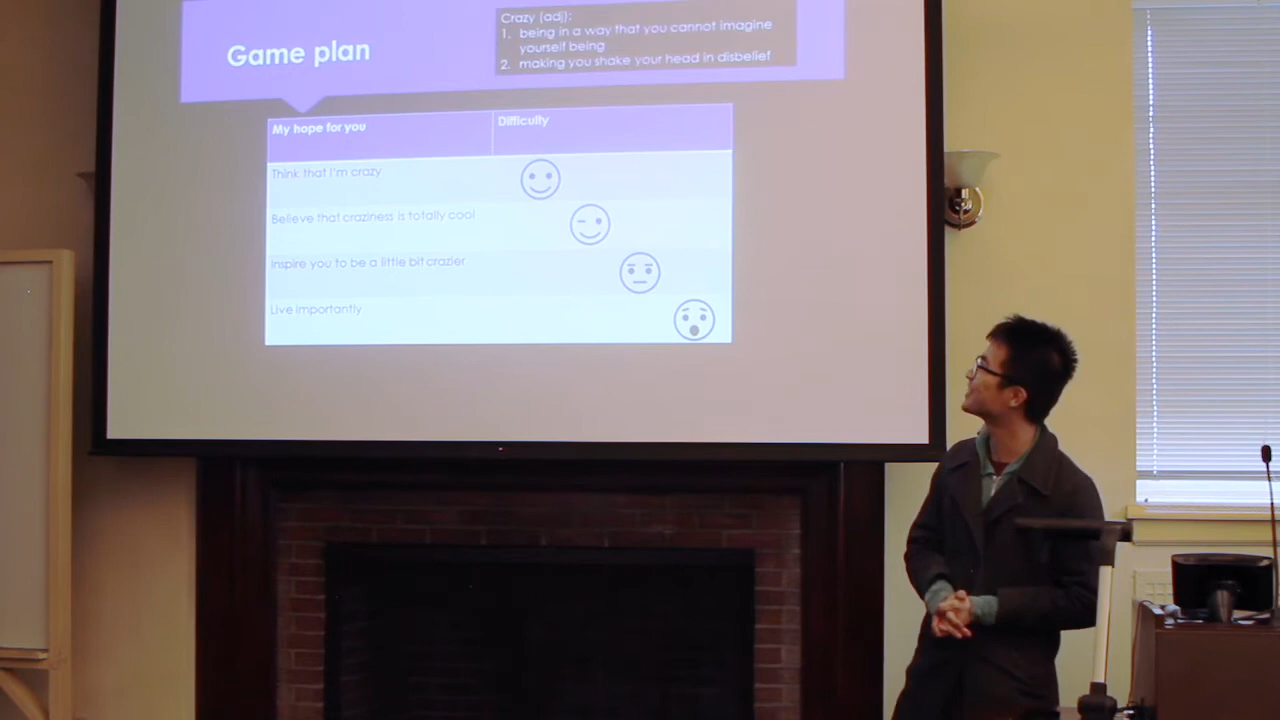 Game plan
Crazy (adj):
1. being in a way that you cannot imagine
yourself being
2. making you shake your head in disbelief
My hope for you
Difficulty
Think that I'm crazy
Believe that craziness is totally cool
Inspire you to be a little bit crazier
Live importantly